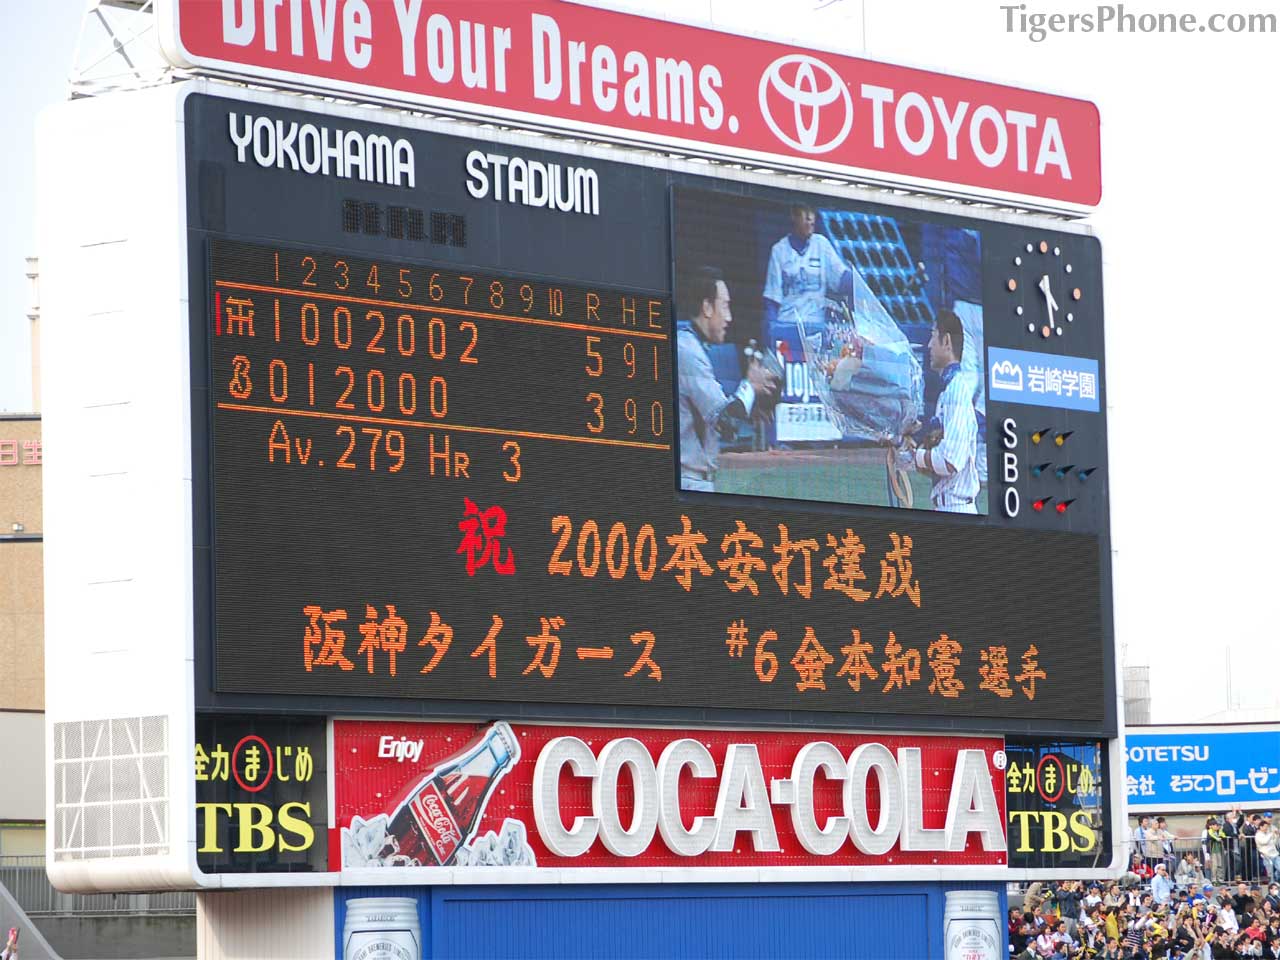 TigersPhone.com
Drive Your Dreams. TOYOTA
YOKOHAMA STADIUM
1 2 3 4 5 6 7 8 9 10 R H E
1 0 0 2 0 0 2 5 9 1
0 1 2 0 0 0 3 9 0
Av. 279 HR 3
岩崎学園
S
B
O
祝 2000本安打達成
阪神タイガース #6 金本知憲 選手
全力まじめ
TBS
Enjoy
Coca-Cola
COCA-COLA®
全力まじめ
TBS
SOTETSU
会社 そうてつローゼン